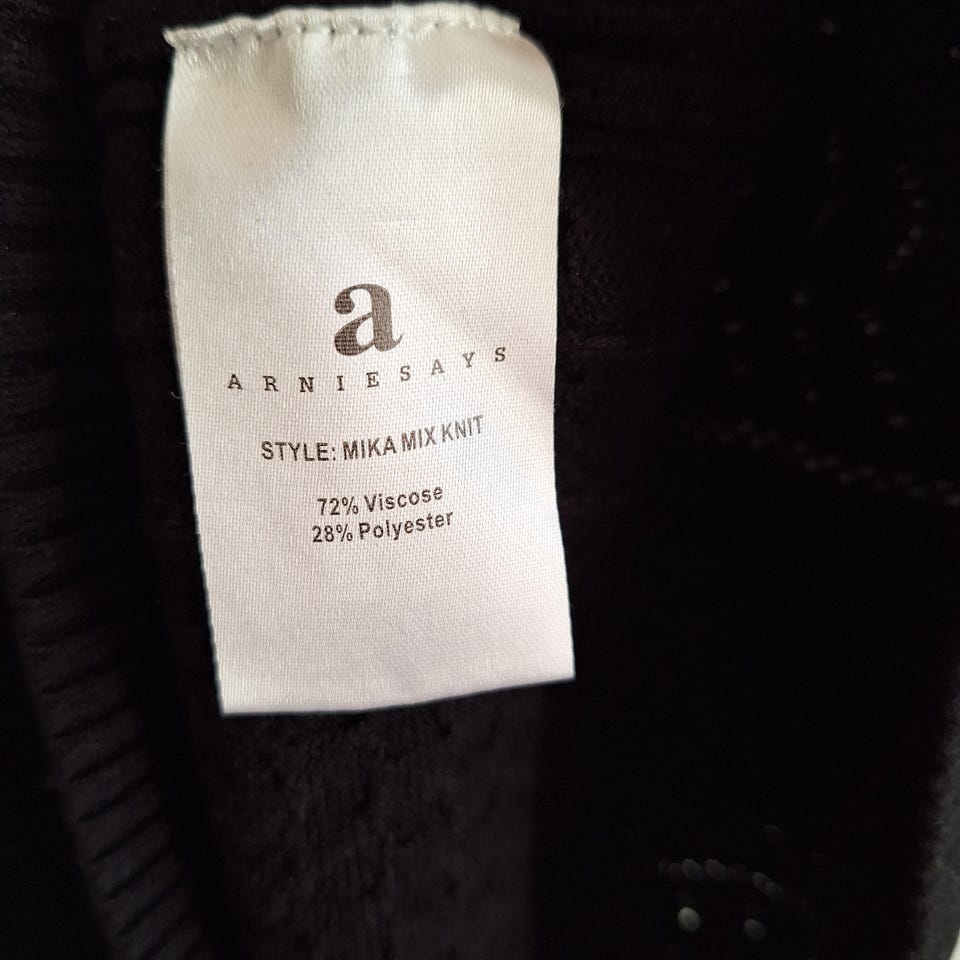 a
ARNIESAYS
STYLE: MIKA MIX KNIT
72% Viscose
28% Polyester